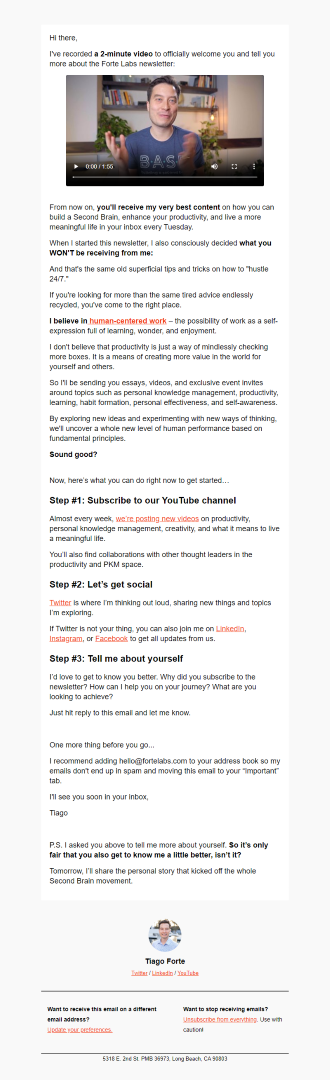 Hi there,
I've recorded a 2-minute video to officially welcome you and tell you
more about the Forte Labs newsletter:
BAS
0:00 / 1:55
From now on, you'll receive my very best content on how you can
build a Second Brain, enhance your productivity, and live a more
meaningful life in your inbox every Tuesday.
When I started this newsletter, I also consciously decided what you
WON'T be receiving from me:
And that's the same old superficial tips and tricks on how to "hustle
24/7."
If you're looking for more than the same tired advice endlessly
recycled, you've come to the right place.
I believe in human-centered work – the possibility of work as a self-
expression full of learning, wonder, and enjoyment.
I don't believe that productivity is just a way of mindlessly checking
more boxes. It is a means of creating more value in the world for
yourself and others.
So I'll be sending you essays, videos, and exclusive event invites
around topics such as personal knowledge management, productivity,
learning, habit formation, personal effectiveness, and self-awareness.
By exploring new ideas and experimenting with new ways of thinking,
we'll uncover a whole new level of human performance based on
fundamental principles.
Sound good?
Now, here's what you can do right now to get started…
Step #1: Subscribe to our YouTube channel
Almost every week, we're posting new videos on productivity,
personal knowledge management, creativity, and what it means to live
a meaningful life.
You'll also find collaborations with other thought leaders in the
productivity and PKM space.
Step #2: Let's get social
Twitter is where I'm thinking out loud, sharing new things and topics
I'm exploring.
If Twitter is not your thing, you can also join me on LinkedIn,
Instagram, or Facebook to get all updates from us.
Step #3: Tell me about yourself
I'd love to get to know you better. Why did you subscribe to the
newsletter? How can I help you on your journey? What are you
looking to achieve?
Just hit reply to this email and let me know.
One more thing before you go...
I recommend adding hello@fortelabs.com to your address book so my
emails don't end up in spam and moving this email to your "Important"
tab.
I'll see you soon in your inbox,
Tiago
P.S. I asked you above to tell me more about yourself. So it's only
fair that you also get to know me a little better, isn't it?
Tomorrow, I'll share the personal story that kicked off the whole
Second Brain movement.
Tiago Forte
Twitter / LinkedIn / YouTube
Want to receive this email on a different
email address?
Update your preferences.
Want to stop receiving emails?
Unsubscribe from everything. Use with
caution!
5318 E. 2nd St. PMB 36973, Long Beach, CA 90803